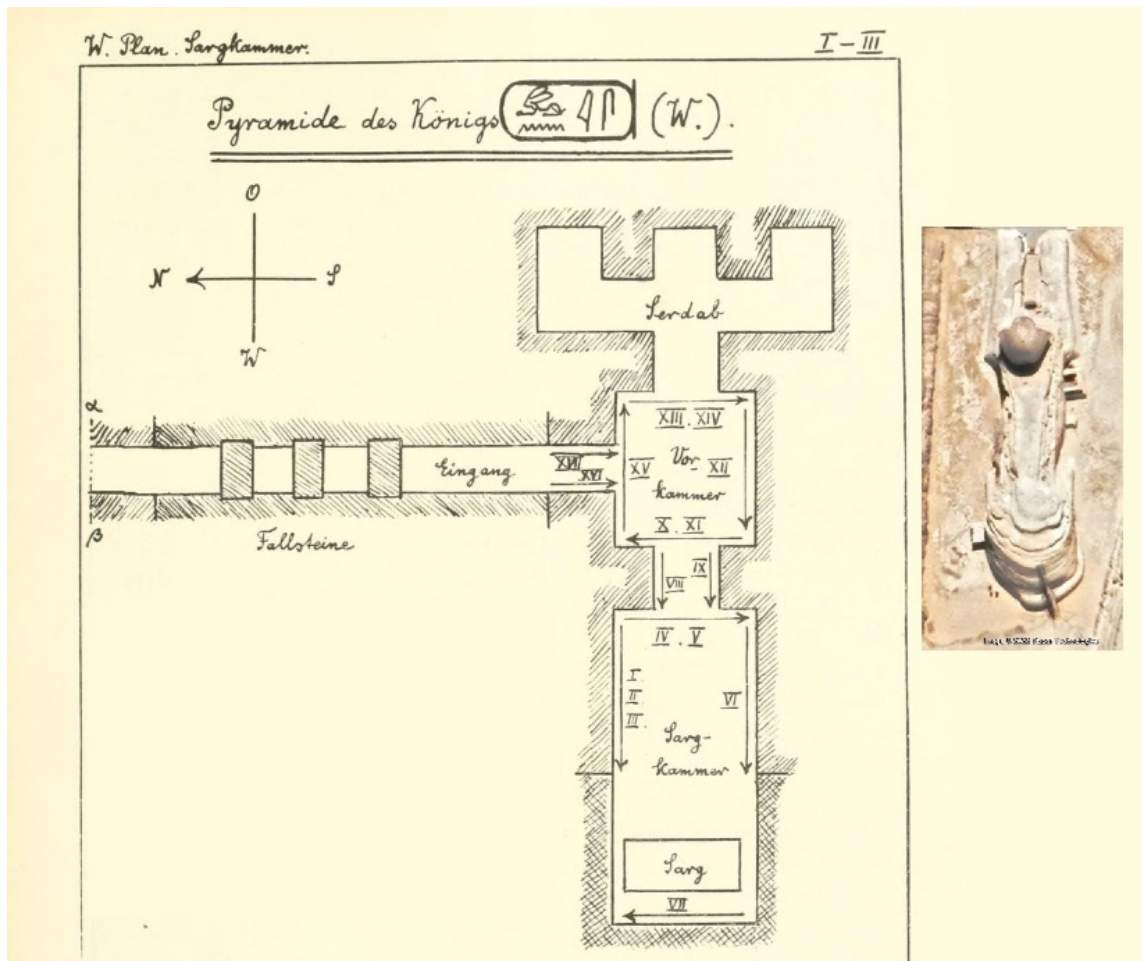 W. Plan. Sargkammer.
I – III
Pyramide des Königs 𓃹𓈖𓇋𓋴 (W.).
O
N
S
W
Serdab
α
XIII. XIV
Eingang
XVII
XVI
XV
Vor
kammer
XII
X. XI
β
Fallsteine
VIII
IX
IV. V
I
II
III.
VI
Sarg-
kammer
Sarg
VII